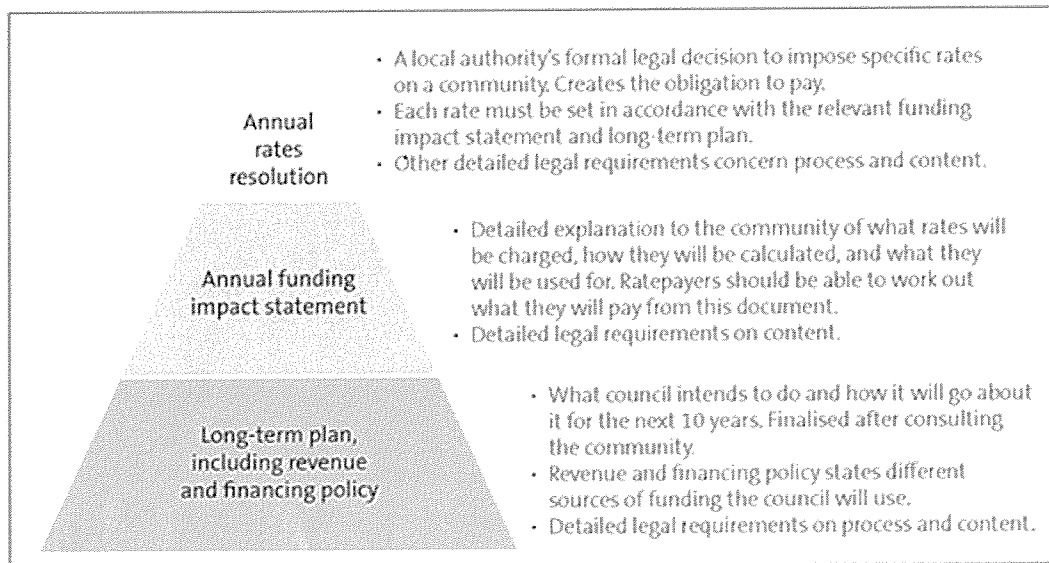 Annual
rates
resolution
• A local authority's formal legal decision to impose specific rates
on a community. Creates the obligation to pay.
• Each rate must be set in accordance with the relevant funding
impact statement and long-term plan.
• Other detailed legal requirements concern process and content.
Annual funding
impact statement
• Detailed explanation to the community of what rates will
be charged, how they will be calculated, and what they
will be used for. Ratepayers should be able to work out
what they will pay from this document.
• Detailed legal requirements on content.
Long-term plan,
including revenue
and financing policy
• What council intends to do and how it will go about
it for the next 10 years. Finalised after consulting
the community.
• Revenue and financing policy states different
sources of funding the council will use.
• Detailed legal requirements on process and content.